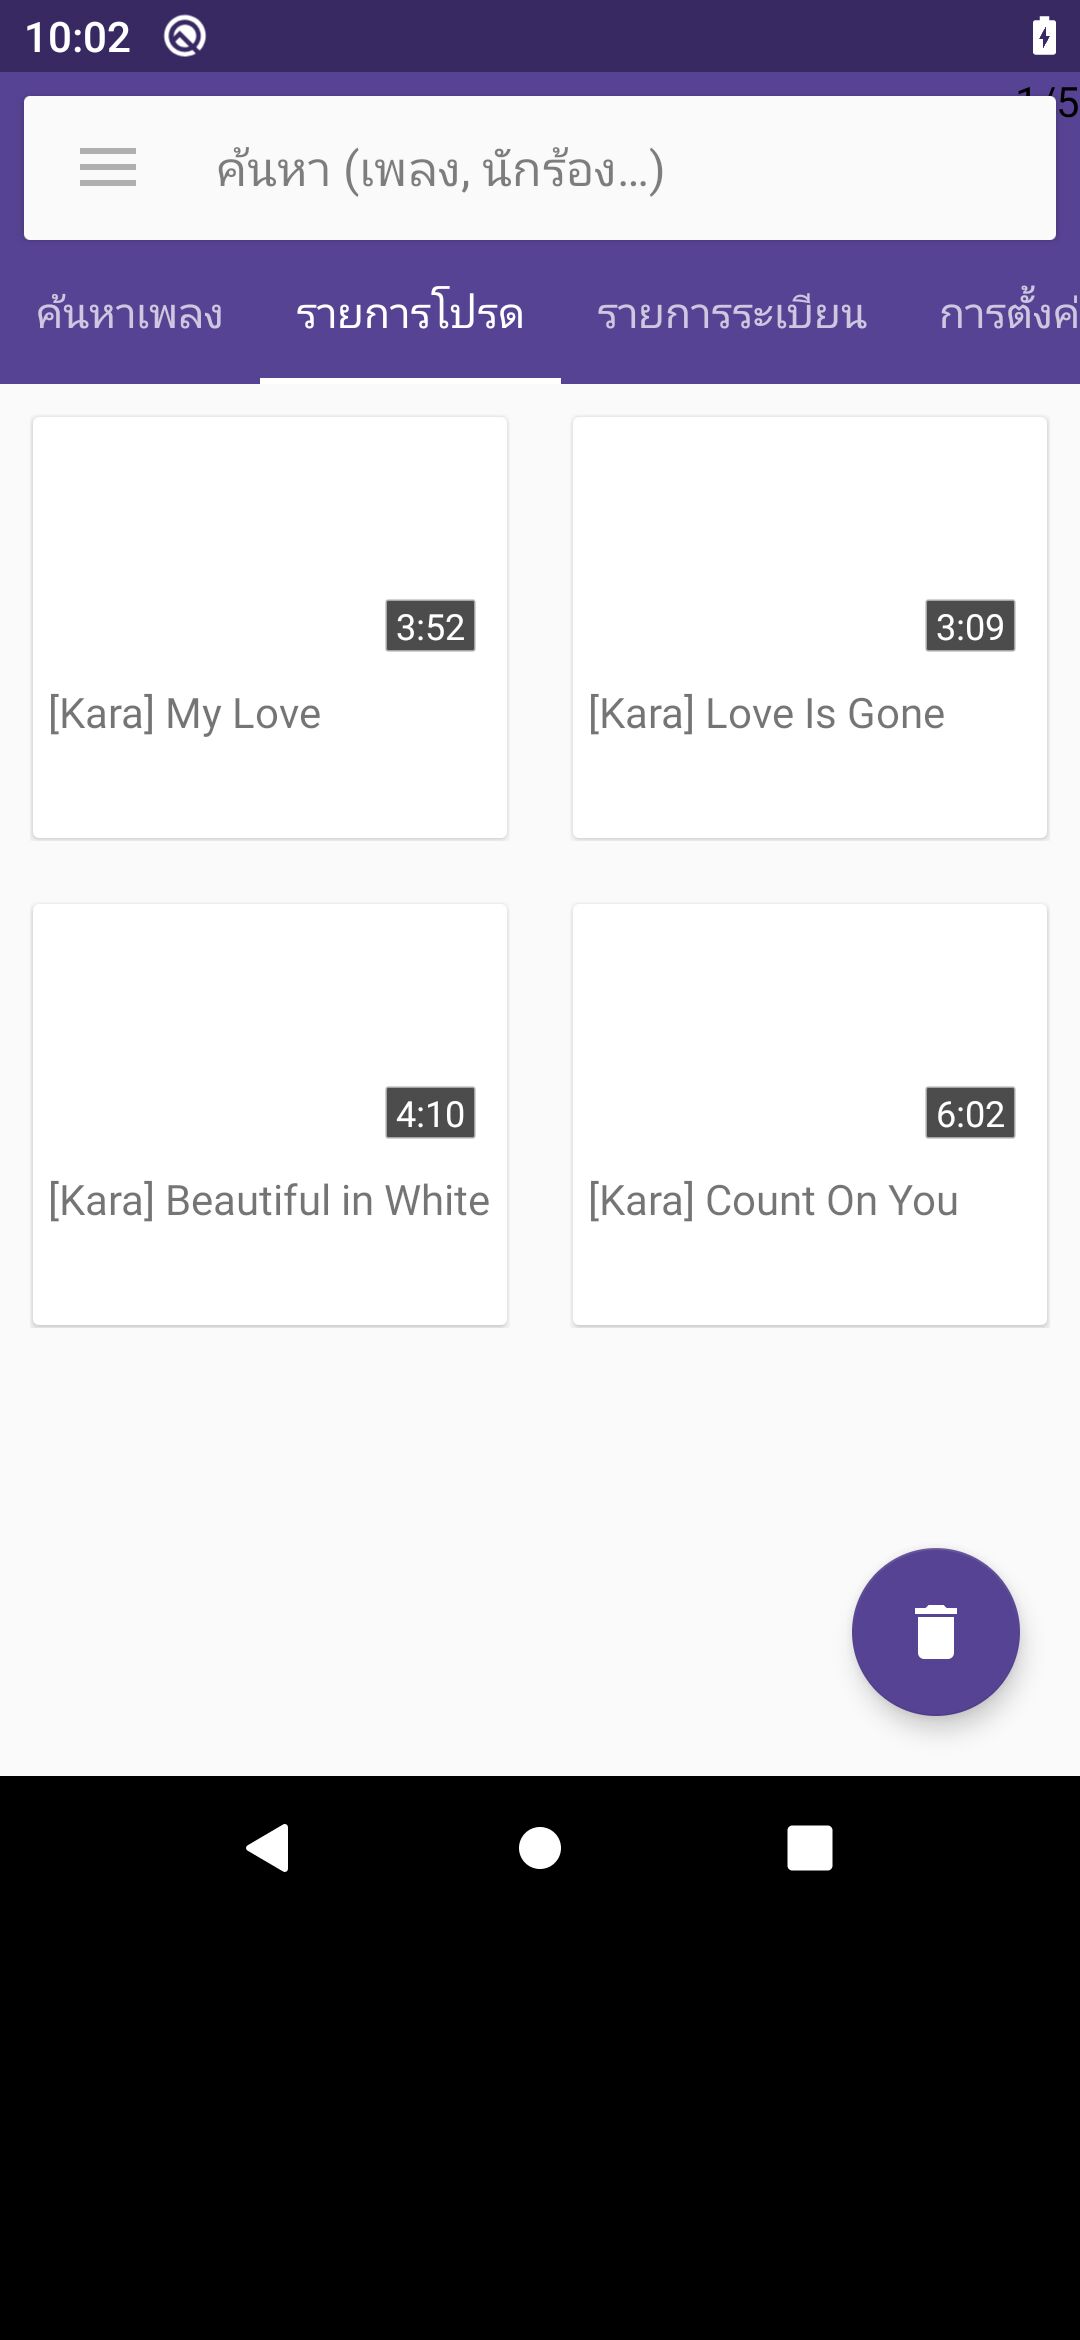 10:02
1/5
ค้นหา (เพลง, นักร้อง...)
ค้นหาเพลง
รายการโปรด
รายการระเบียน
การตั้งค่
3:52
3:09
[Kara] My Love
[Kara] Love Is Gone
4:10
6:02
[Kara] Beautiful in White
[Kara] Count On You